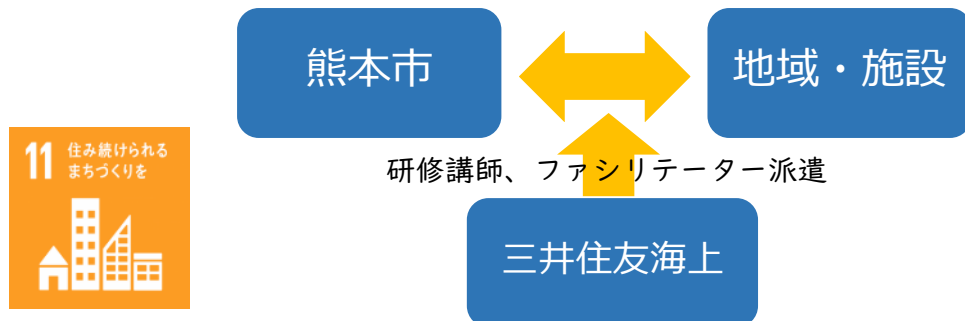 熊本市
地域・施設
11 住み続けられる
まちづくりを
研修講師、ファシリテーター派遣
三井住友海上